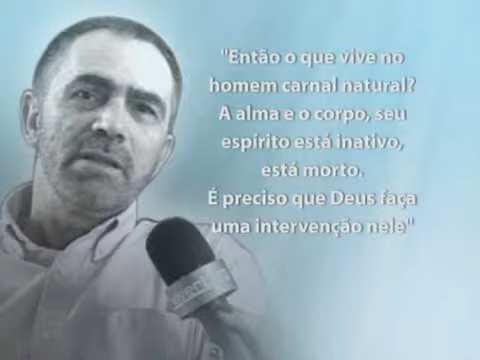 "Então o que vive no
homem carnal natural?
A alma e o corpo, seu
espírito está inativo,
está morto.
É preciso que Deus faça
uma intervenção nele"